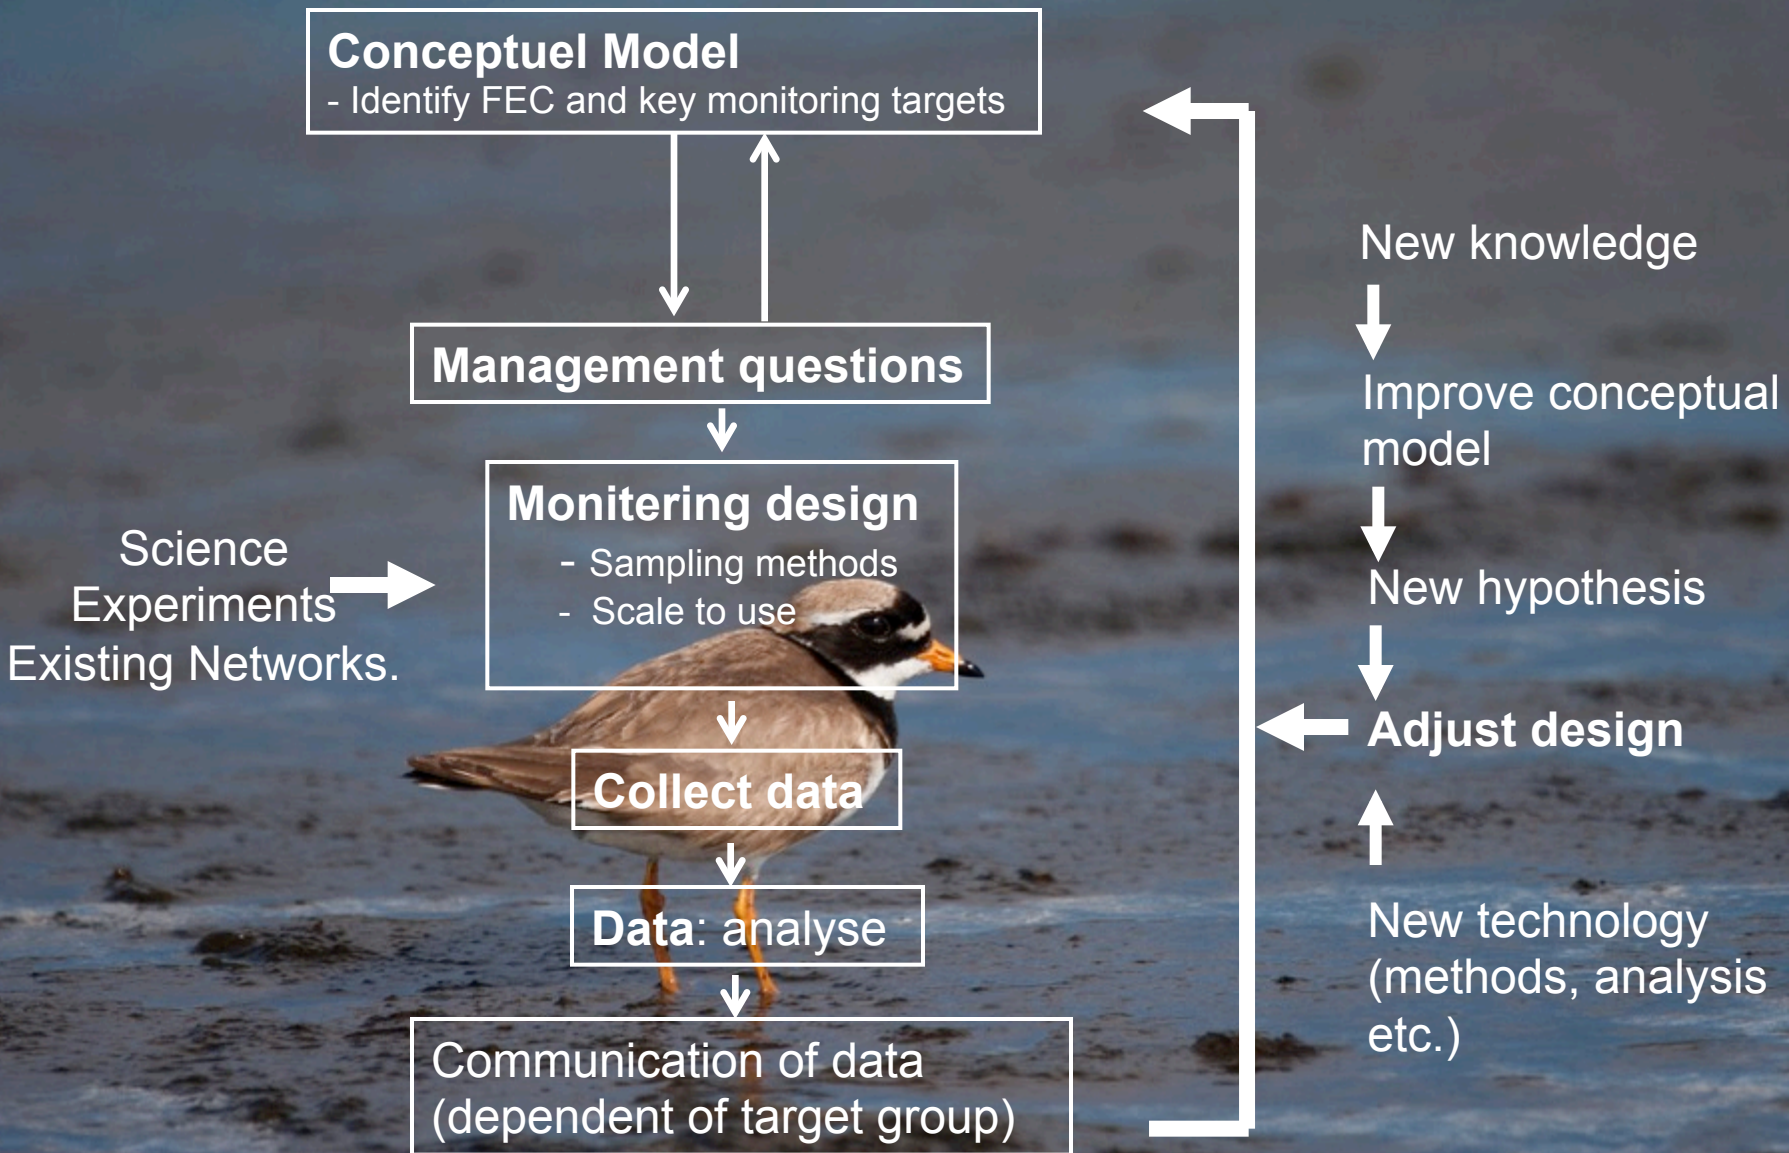 Conceptuel Model
- Identify FEC and key monitoring targets
Management questions
Monitering design
- Sampling methods
- Scale to use
Science
Experiments
Existing Networks.
Collect data
Data: analyse
Communication of data
(dependent of target group)
New knowledge
Improve conceptual
model
New hypothesis
Adjust design
New technology
(methods, analysis
etc.)